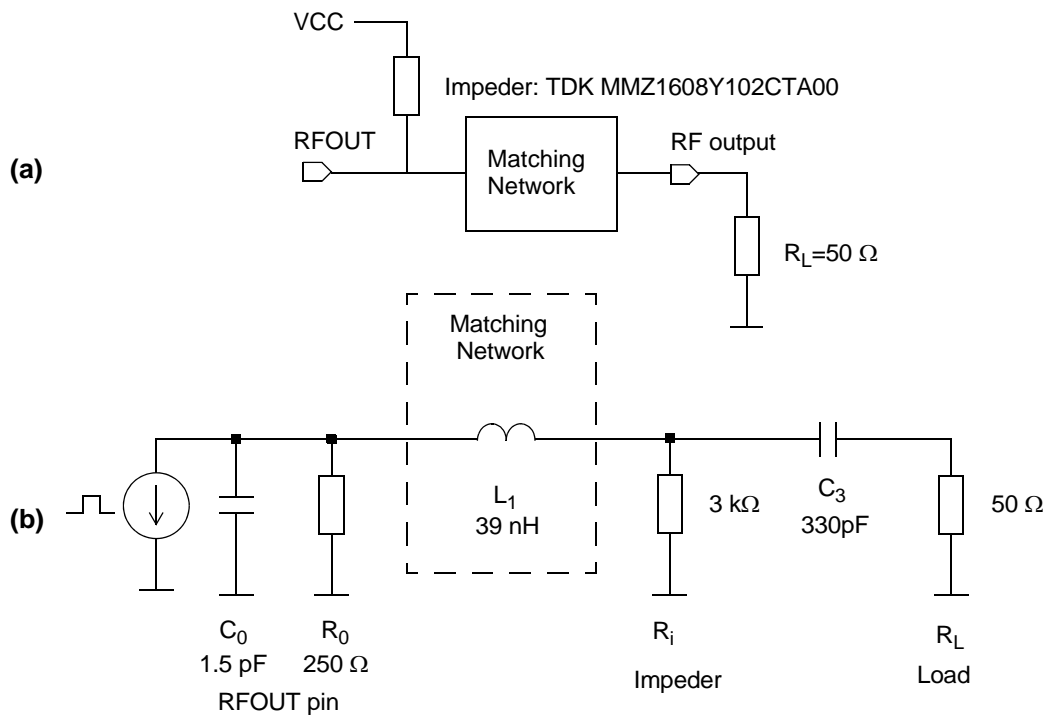 VCC
Impeder: TDK MMZ1608Y102CTA00
RFOUT
Matching
Network
RF output
(a)
R_L=50 Ω
Matching
Network
(b)
L_1
39 nH
3 kΩ
C_3
330pF
50 Ω
C_0
1.5 pF
R_0
250 Ω
RFOUT pin
R_i
Impeder
R_L
Load